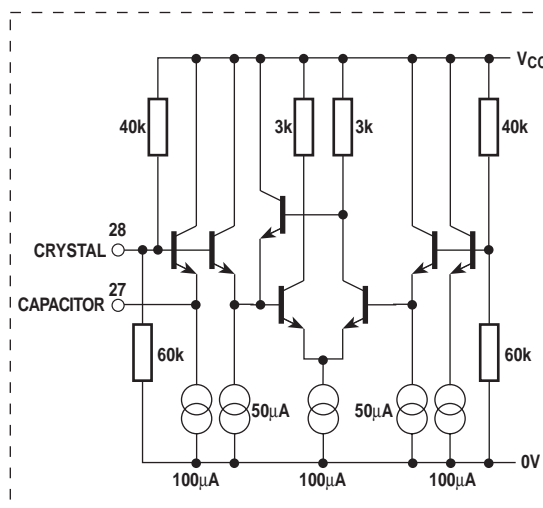 VCC
40k
3k
3k
40k
28
CRYSTAL
27
CAPACITOR
60k
60k
50μA
50μA
0V
100μA
100μA
100μA